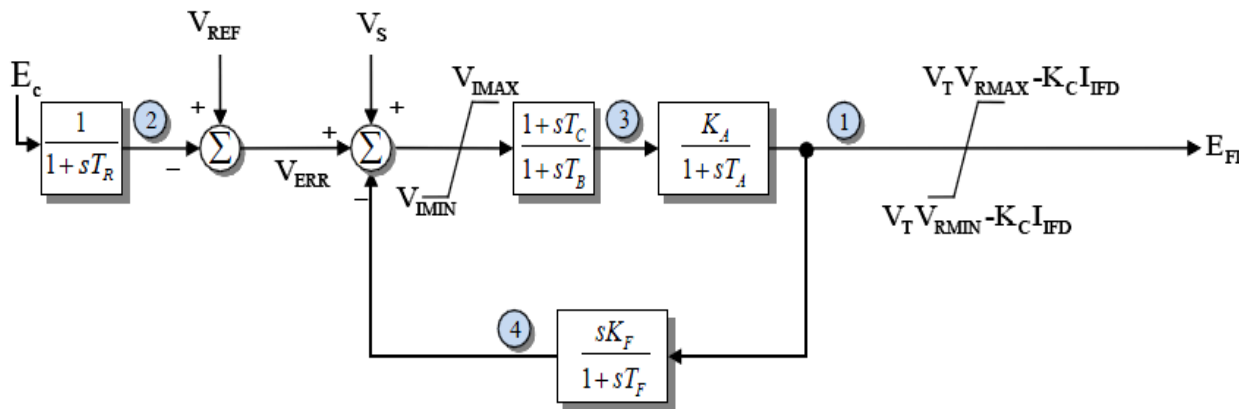 V_REF
V_S
E_c
V_IMAX
V_T V_RMAX-K_C I_IFD
2
+
+
3
1
1
1+sT_R
−
Σ
+
Σ
V_ERR
1+sT_C
1+sT_B
K_A
1+sT_A
E_F
−
V_IMIN
V_T V_RMIN-K_C I_IFD
4
sK_F
1+sT_F